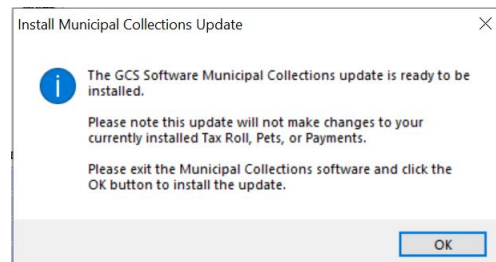 Install Municipal Collections Update
The GCS Software Municipal Collections update is ready to be
installed.
Please note this update will not make changes to your
currently installed Tax Roll, Pets, or Payments.
Please exit the Municipal Collections software and click the
OK button to install the update.
OK